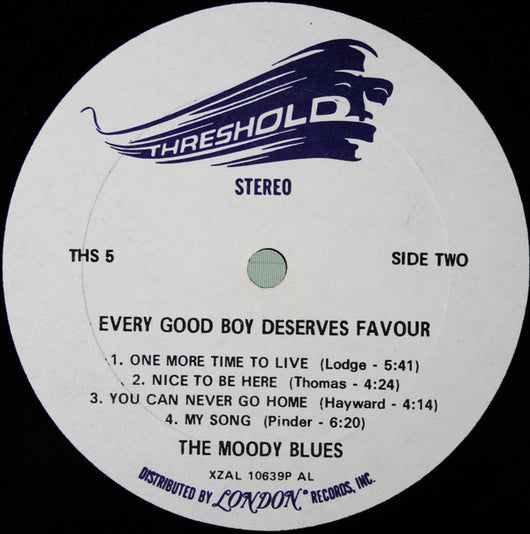 THRESHOLD
STEREO
THS 5
SIDE TWO
EVERY GOOD BOY DESERVES FAVOUR
1. ONE MORE TIME TO LIVE (Lodge - 5:41)
2. NICE TO BE HERE (Thomas - 4:24)
3. YOU CAN NEVER GO HOME (Hayward - 4:14)
4. MY SONG (Pinder - 6:20)
THE MOODY BLUES
XZAL 10639P AL
DISTRIBUTED BY LONDON® RECORDS, INC.